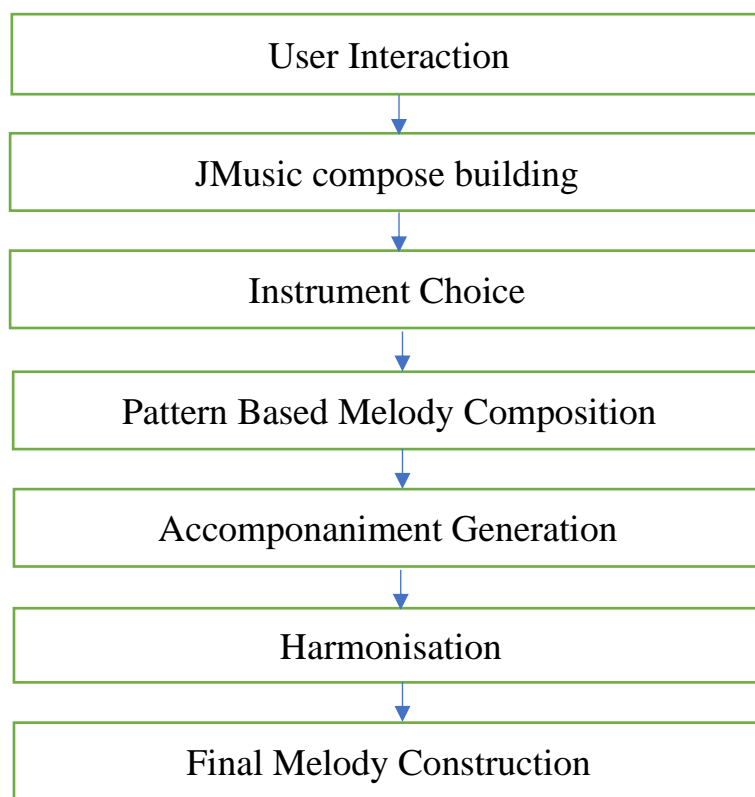 User Interaction
JMusic compose building
Instrument Choice
Pattern Based Melody Composition
Accomponaniment Generation
Harmonisation
Final Melody Construction